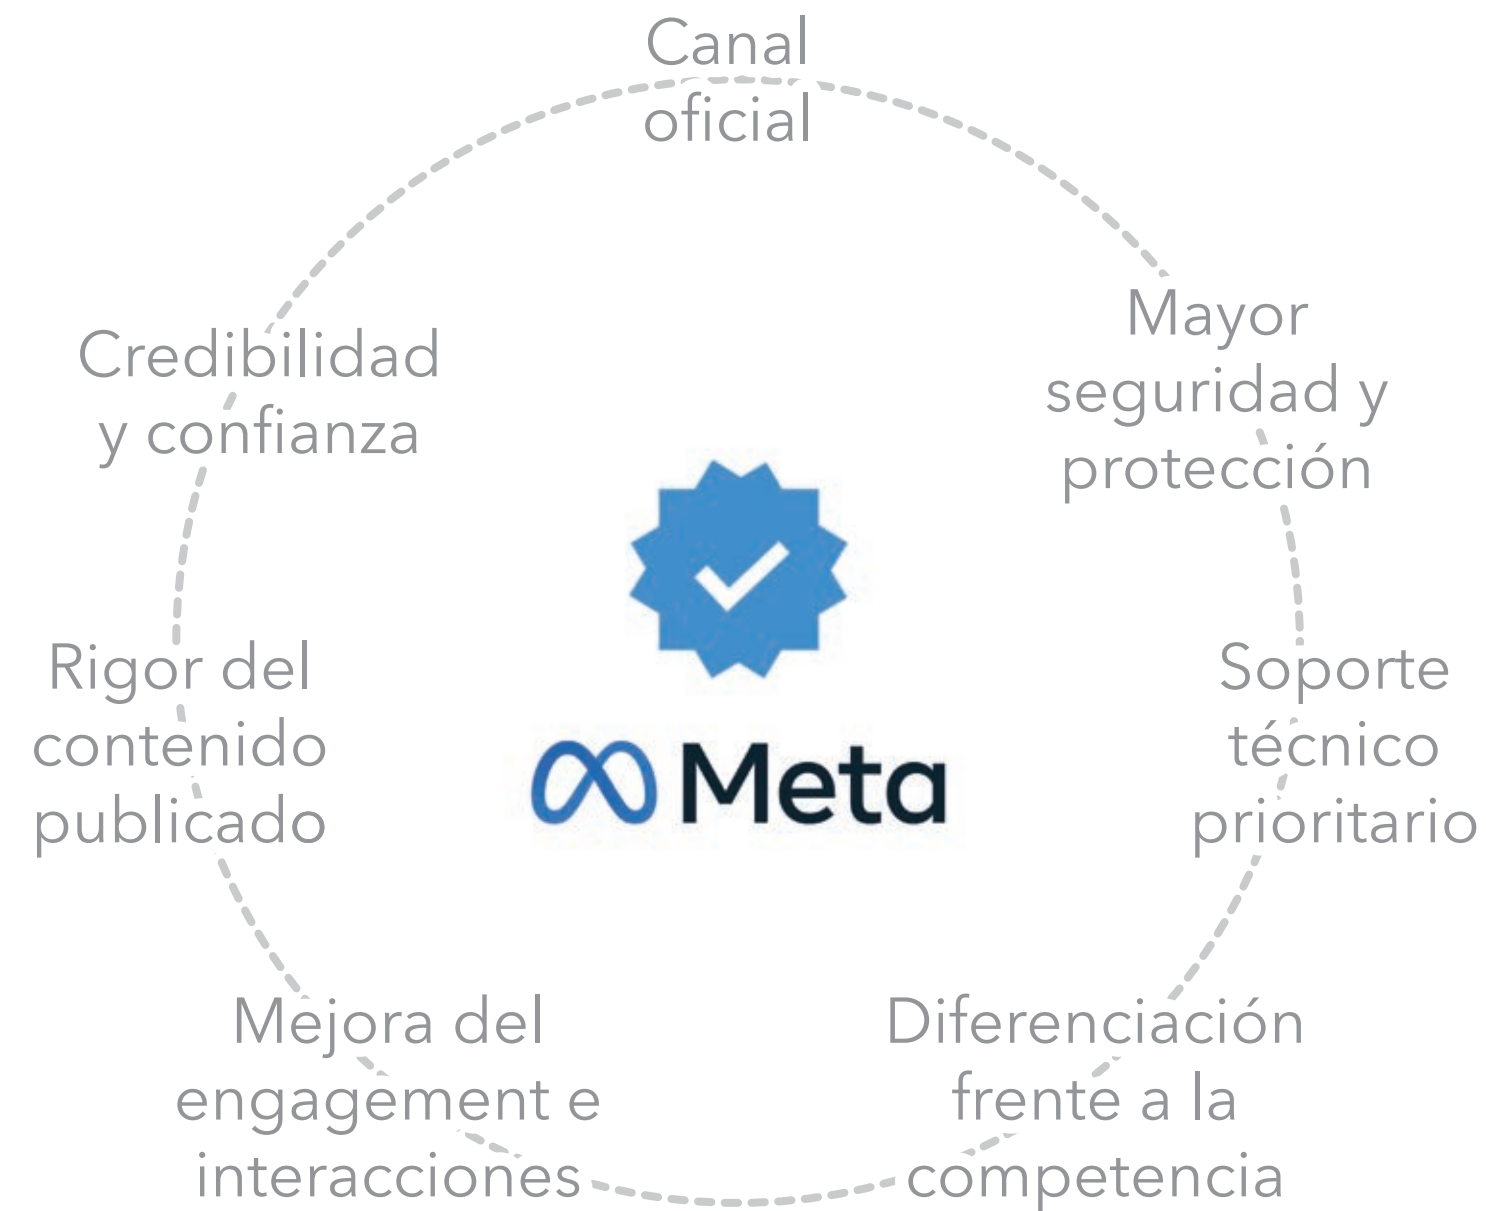 Canal
oficial
Mayor
seguridad y
protección
Soporte
técnico
prioritario
Diferenciación
frente a la
competencia
Mejora del
engagement e
interacciones
Rigor del
contenido
publicado
Credibilidad
y confianza
Meta